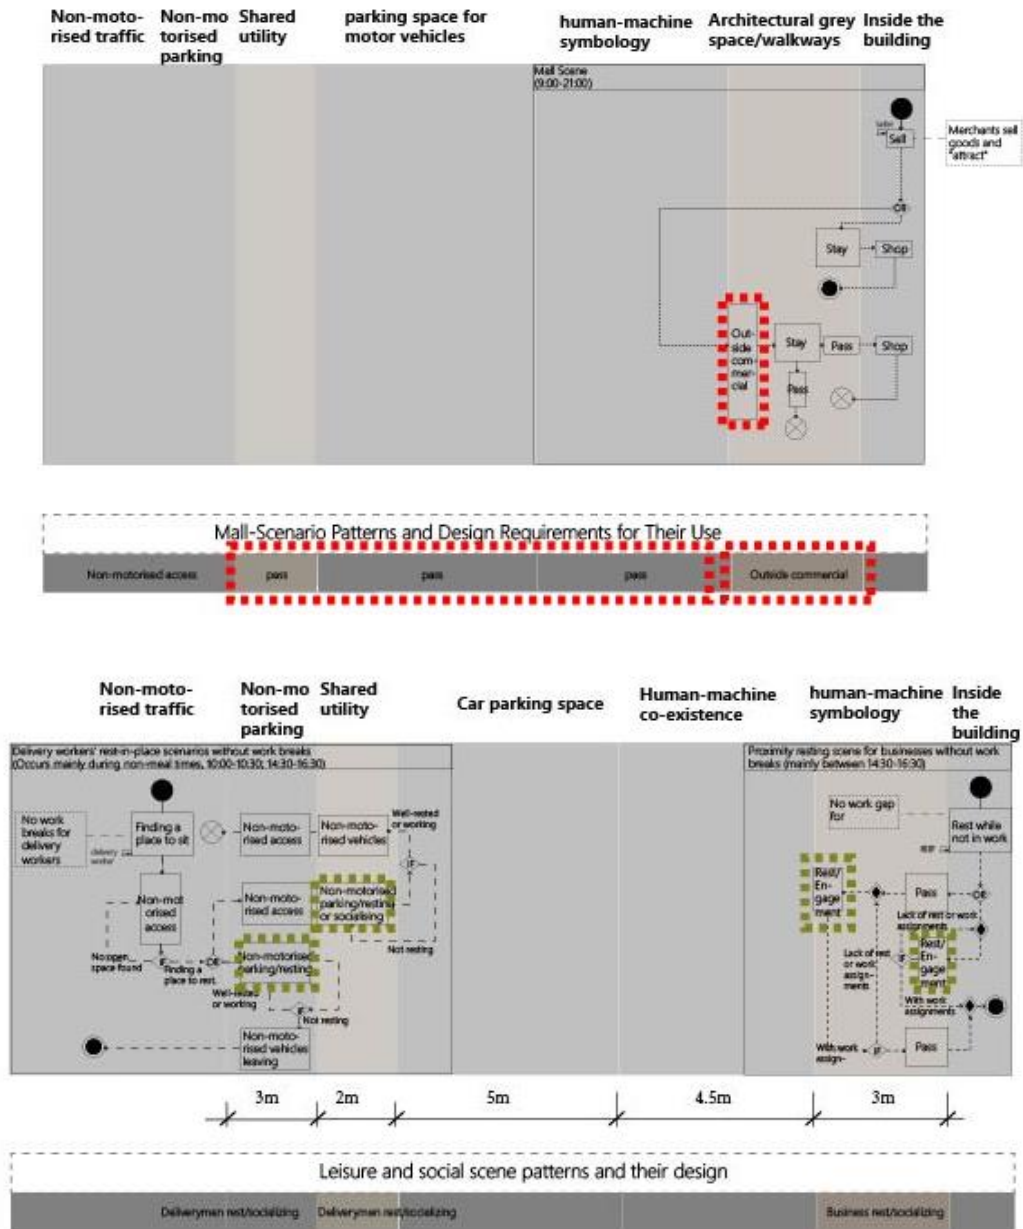 Non-moto-
rised traffic
Non-mo
torised
parking
Shared
utility
parking space for
motor vehicles
human-machine
symbology
Architectural grey
space/walkways
Inside the
building
Mall Scene
(9:00-21:00)
Sell
Merchants sell
goods and
"attract"
OR
Stay
Shop
Out-
side
com-
mer-
cial
Stay
Pass
Shop
Pass
Mall-Scenario Patterns and Design Requirements for Their Use
Non-motorised access
pass
pass
pass
Outside commercial
Non-moto-
rised traffic
Non-mo
torised
parking
Shared
utility
Car parking space
Human-machine
co-existence
human-machine
symbology
Inside
the
building
Delivery workers' rest-in-place scenarios without work breaks
(Occurs mainly during non-meal times, 10:00-10:30; 14:30-16:30)
Proximity resting scene for businesses without work
breaks (mainly between 14:30-16:30)
No work
breaks for
delivery
workers
delivery
worker
Finding a
place to sit
Non-moto-
rised access
Non-moto-
rised vehicles
Well-rested
or working
IF
Non-mot
orised
access
Non-moto-
rised access
Non-motorised
parking/resting
or socialising
Not resting
No open
space found
IF
Finding a
place to rest.
OR
Non-motorised
parking/resting
Well-rested
or working
IF
Not resting
Non-moto-
rised vehicles
leaving
No work gap
for
Rest while
not in work
Rest/
En-
gage
ment
Pass
OR
Lack of rest or work
assignments
Lack of rest
or work
assign-
ments
IF
Rest/
En-
gage
ment
With work
assignments
With work
assign-
IF
Pass
3m
2m
5m
4.5m
3m
Leisure and social scene patterns and their design
Deliverymen rest/socializing
Deliverymen rest/socializing
Business rest/socializing